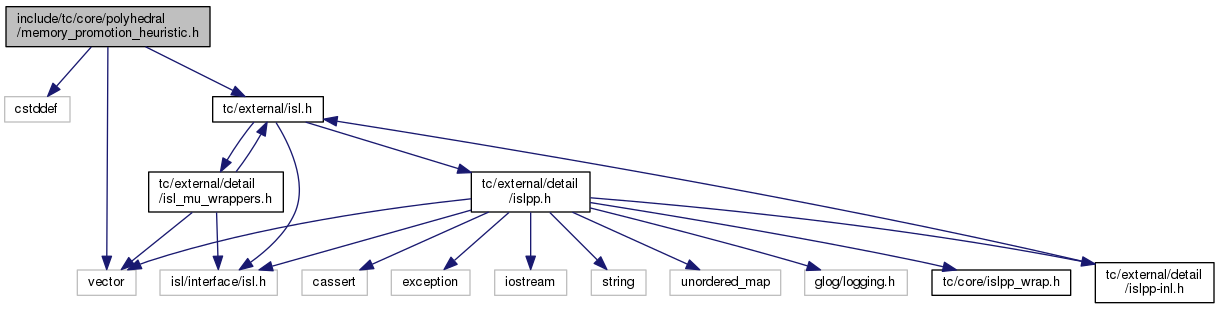 include/tc/core/polyhedral
/memory_promotion_heuristic.h
cstddef
tc/external/isl.h
tc/external/detail
/isl_mu_wrappers.h
tc/external/detail
/islpp.h
vector
isl/interface/isl.h
cassert
exception
iostream
string
unordered_map
glog/logging.h
tc/core/islpp_wrap.h
tc/external/detail
/islpp-inl.h